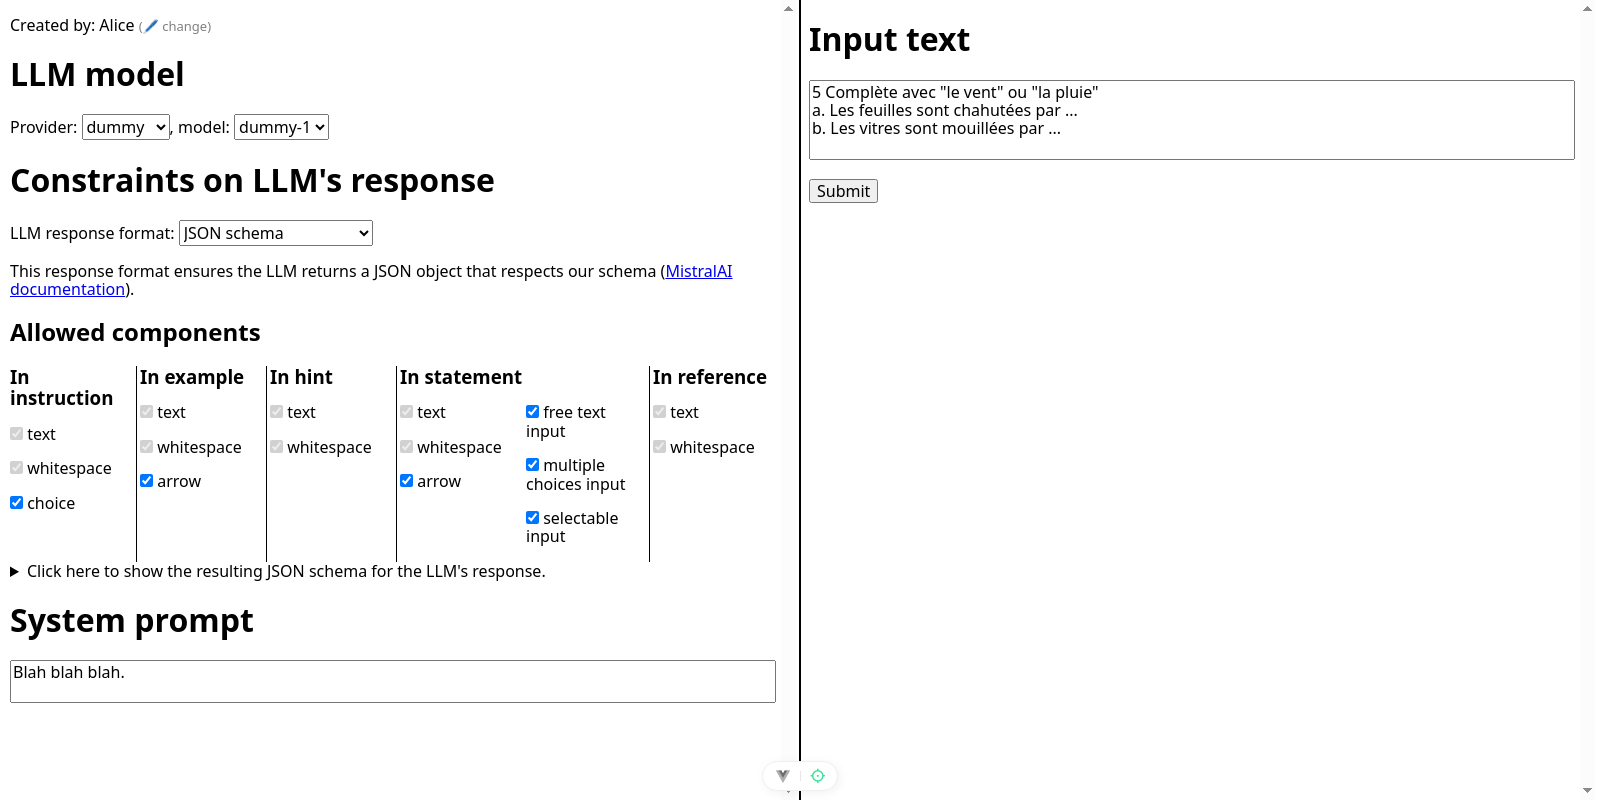 Created by: Alice (🖊️ change)
LLM model
Provider: dummy, model: dummy-1
Constraints on LLM's response
LLM response format: JSON schema
This response format ensures the LLM returns a JSON object that respects our schema (MistralAI
documentation).
Allowed components
In
instruction
text
whitespace
choice
In example
text
whitespace
arrow
In hint
text
whitespace
In statement
text
whitespace
arrow
free text
input
multiple
choices input
selectable
input
In reference
text
whitespace
Click here to show the resulting JSON schema for the LLM's response.
System prompt
Blah blah blah.
Input text
5 Complète avec "le vent" ou "la pluie"
a. Les feuilles sont chahutées par ...
b. Les vitres sont mouillées par ...
Submit